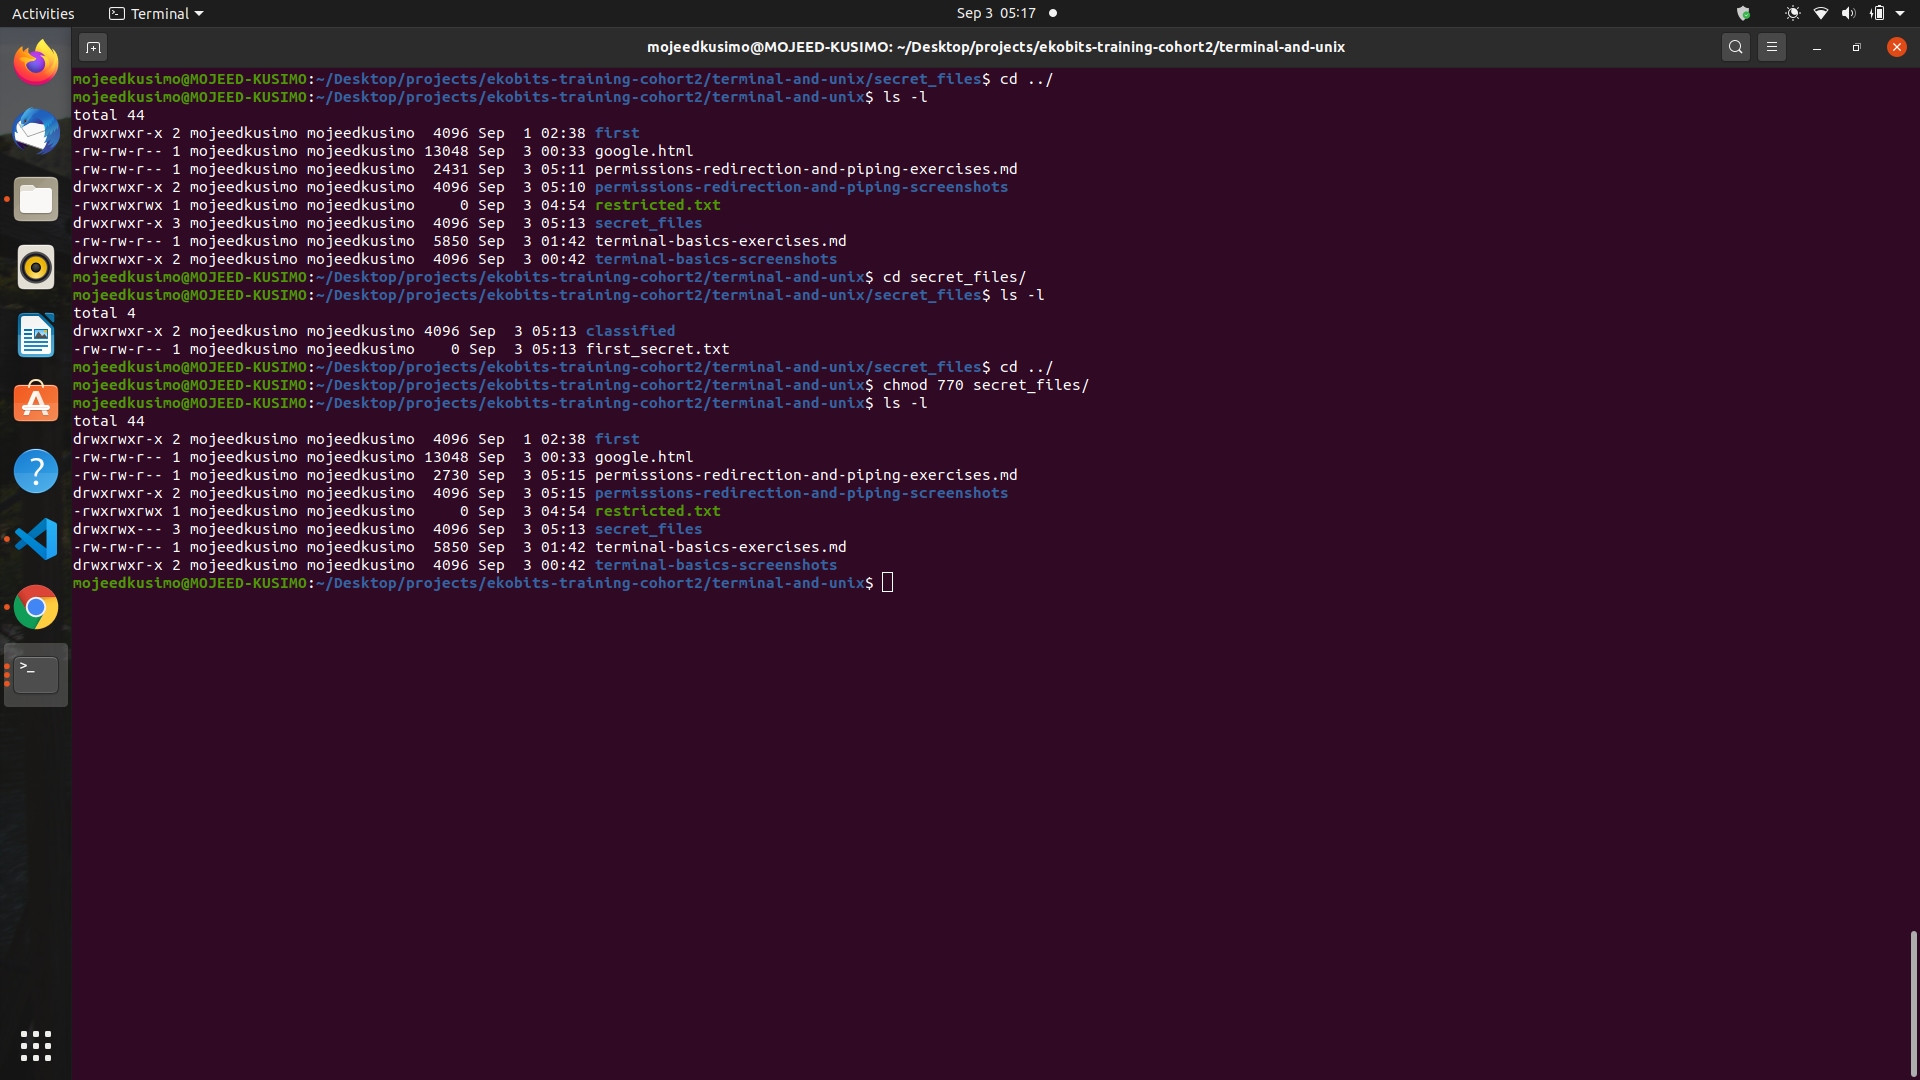 Activities Terminal Sep 3 05:17
mojeedkusimo@MOJEED-KUSIMO: ~/Desktop/projects/ekobits-training-cohort2/terminal-and-unix
mojeedkusimo@MOJEED-KUSIMO:~/Desktop/projects/ekobits-training-cohort2/terminal-and-unix/secret_files$ cd ../
mojeedkusimo@MOJEED-KUSIMO:~/Desktop/projects/ekobits-training-cohort2/terminal-and-unix$ ls -l
total 44
drwxrwxr-x 2 mojeedkusimo mojeedkusimo  4096 Sep  1 02:38 first
-rw-rw-r-- 1 mojeedkusimo mojeedkusimo 13048 Sep  3 00:33 google.html
-rw-rw-r-- 1 mojeedkusimo mojeedkusimo  2431 Sep  3 05:11 permissions-redirection-and-piping-exercises.md
drwxrwxr-x 2 mojeedkusimo mojeedkusimo  4096 Sep  3 05:10 permissions-redirection-and-piping-screenshots
-rwxrwxrwx 1 mojeedkusimo mojeedkusimo     0 Sep  3 04:54 restricted.txt
drwxrwxr-x 3 mojeedkusimo mojeedkusimo  4096 Sep  3 05:13 secret_files
-rw-rw-r-- 1 mojeedkusimo mojeedkusimo  5850 Sep  3 01:42 terminal-basics-exercises.md
drwxrwxr-x 2 mojeedkusimo mojeedkusimo  4096 Sep  3 00:42 terminal-basics-screenshots
mojeedkusimo@MOJEED-KUSIMO:~/Desktop/projects/ekobits-training-cohort2/terminal-and-unix$ cd secret_files/
mojeedkusimo@MOJEED-KUSIMO:~/Desktop/projects/ekobits-training-cohort2/terminal-and-unix/secret_files$ ls -l
total 4
drwxrwxr-x 2 mojeedkusimo mojeedkusimo 4096 Sep  3 05:13 classified
-rw-rw-r-- 1 mojeedkusimo mojeedkusimo    0 Sep  3 05:13 first_secret.txt
mojeedkusimo@MOJEED-KUSIMO:~/Desktop/projects/ekobits-training-cohort2/terminal-and-unix/secret_files$ cd ../
mojeedkusimo@MOJEED-KUSIMO:~/Desktop/projects/ekobits-training-cohort2/terminal-and-unix$ chmod 770 secret_files/
mojeedkusimo@MOJEED-KUSIMO:~/Desktop/projects/ekobits-training-cohort2/terminal-and-unix$ ls -l
total 44
drwxrwxr-x 2 mojeedkusimo mojeedkusimo  4096 Sep  1 02:38 first
-rw-rw-r-- 1 mojeedkusimo mojeedkusimo 13048 Sep  3 00:33 google.html
-rw-rw-r-- 1 mojeedkusimo mojeedkusimo  2730 Sep  3 05:15 permissions-redirection-and-piping-exercises.md
drwxrwxr-x 2 mojeedkusimo mojeedkusimo  4096 Sep  3 05:15 permissions-redirection-and-piping-screenshots
-rwxrwxrwx 1 mojeedkusimo mojeedkusimo     0 Sep  3 04:54 restricted.txt
drwxrwx--- 3 mojeedkusimo mojeedkusimo  4096 Sep  3 05:13 secret_files
-rw-rw-r-- 1 mojeedkusimo mojeedkusimo  5850 Sep  3 01:42 terminal-basics-exercises.md
drwxrwxr-x 2 mojeedkusimo mojeedkusimo  4096 Sep  3 00:42 terminal-basics-screenshots
mojeedkusimo@MOJEED-KUSIMO:~/Desktop/projects/ekobits-training-cohort2/terminal-and-unix$